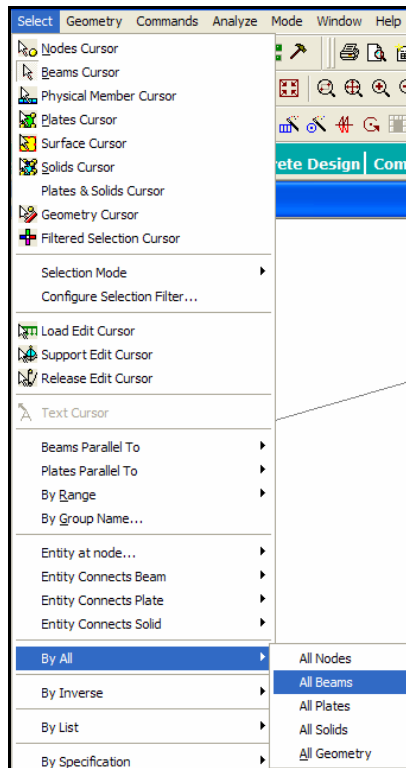 Select Geometry Commands Analyze Mode Window Help
Nodes Cursor
Beams Cursor
Physical Member Cursor
Plates Cursor
Surface Cursor
Solids Cursor
Plates & Solids Cursor
Geometry Cursor
Filtered Selection Cursor
Selection Mode
Configure Selection Filter...
Load Edit Cursor
Support Edit Cursor
Release Edit Cursor
Text Cursor
Beams Parallel To
Plates Parallel To
By Range
By Group Name...
Entity at node...
Entity Connects Beam
Entity Connects Plate
Entity Connects Solid
By All
By Inverse
By List
By Specification
All Nodes
All Beams
All Plates
All Solids
All Geometry
rete Design Com